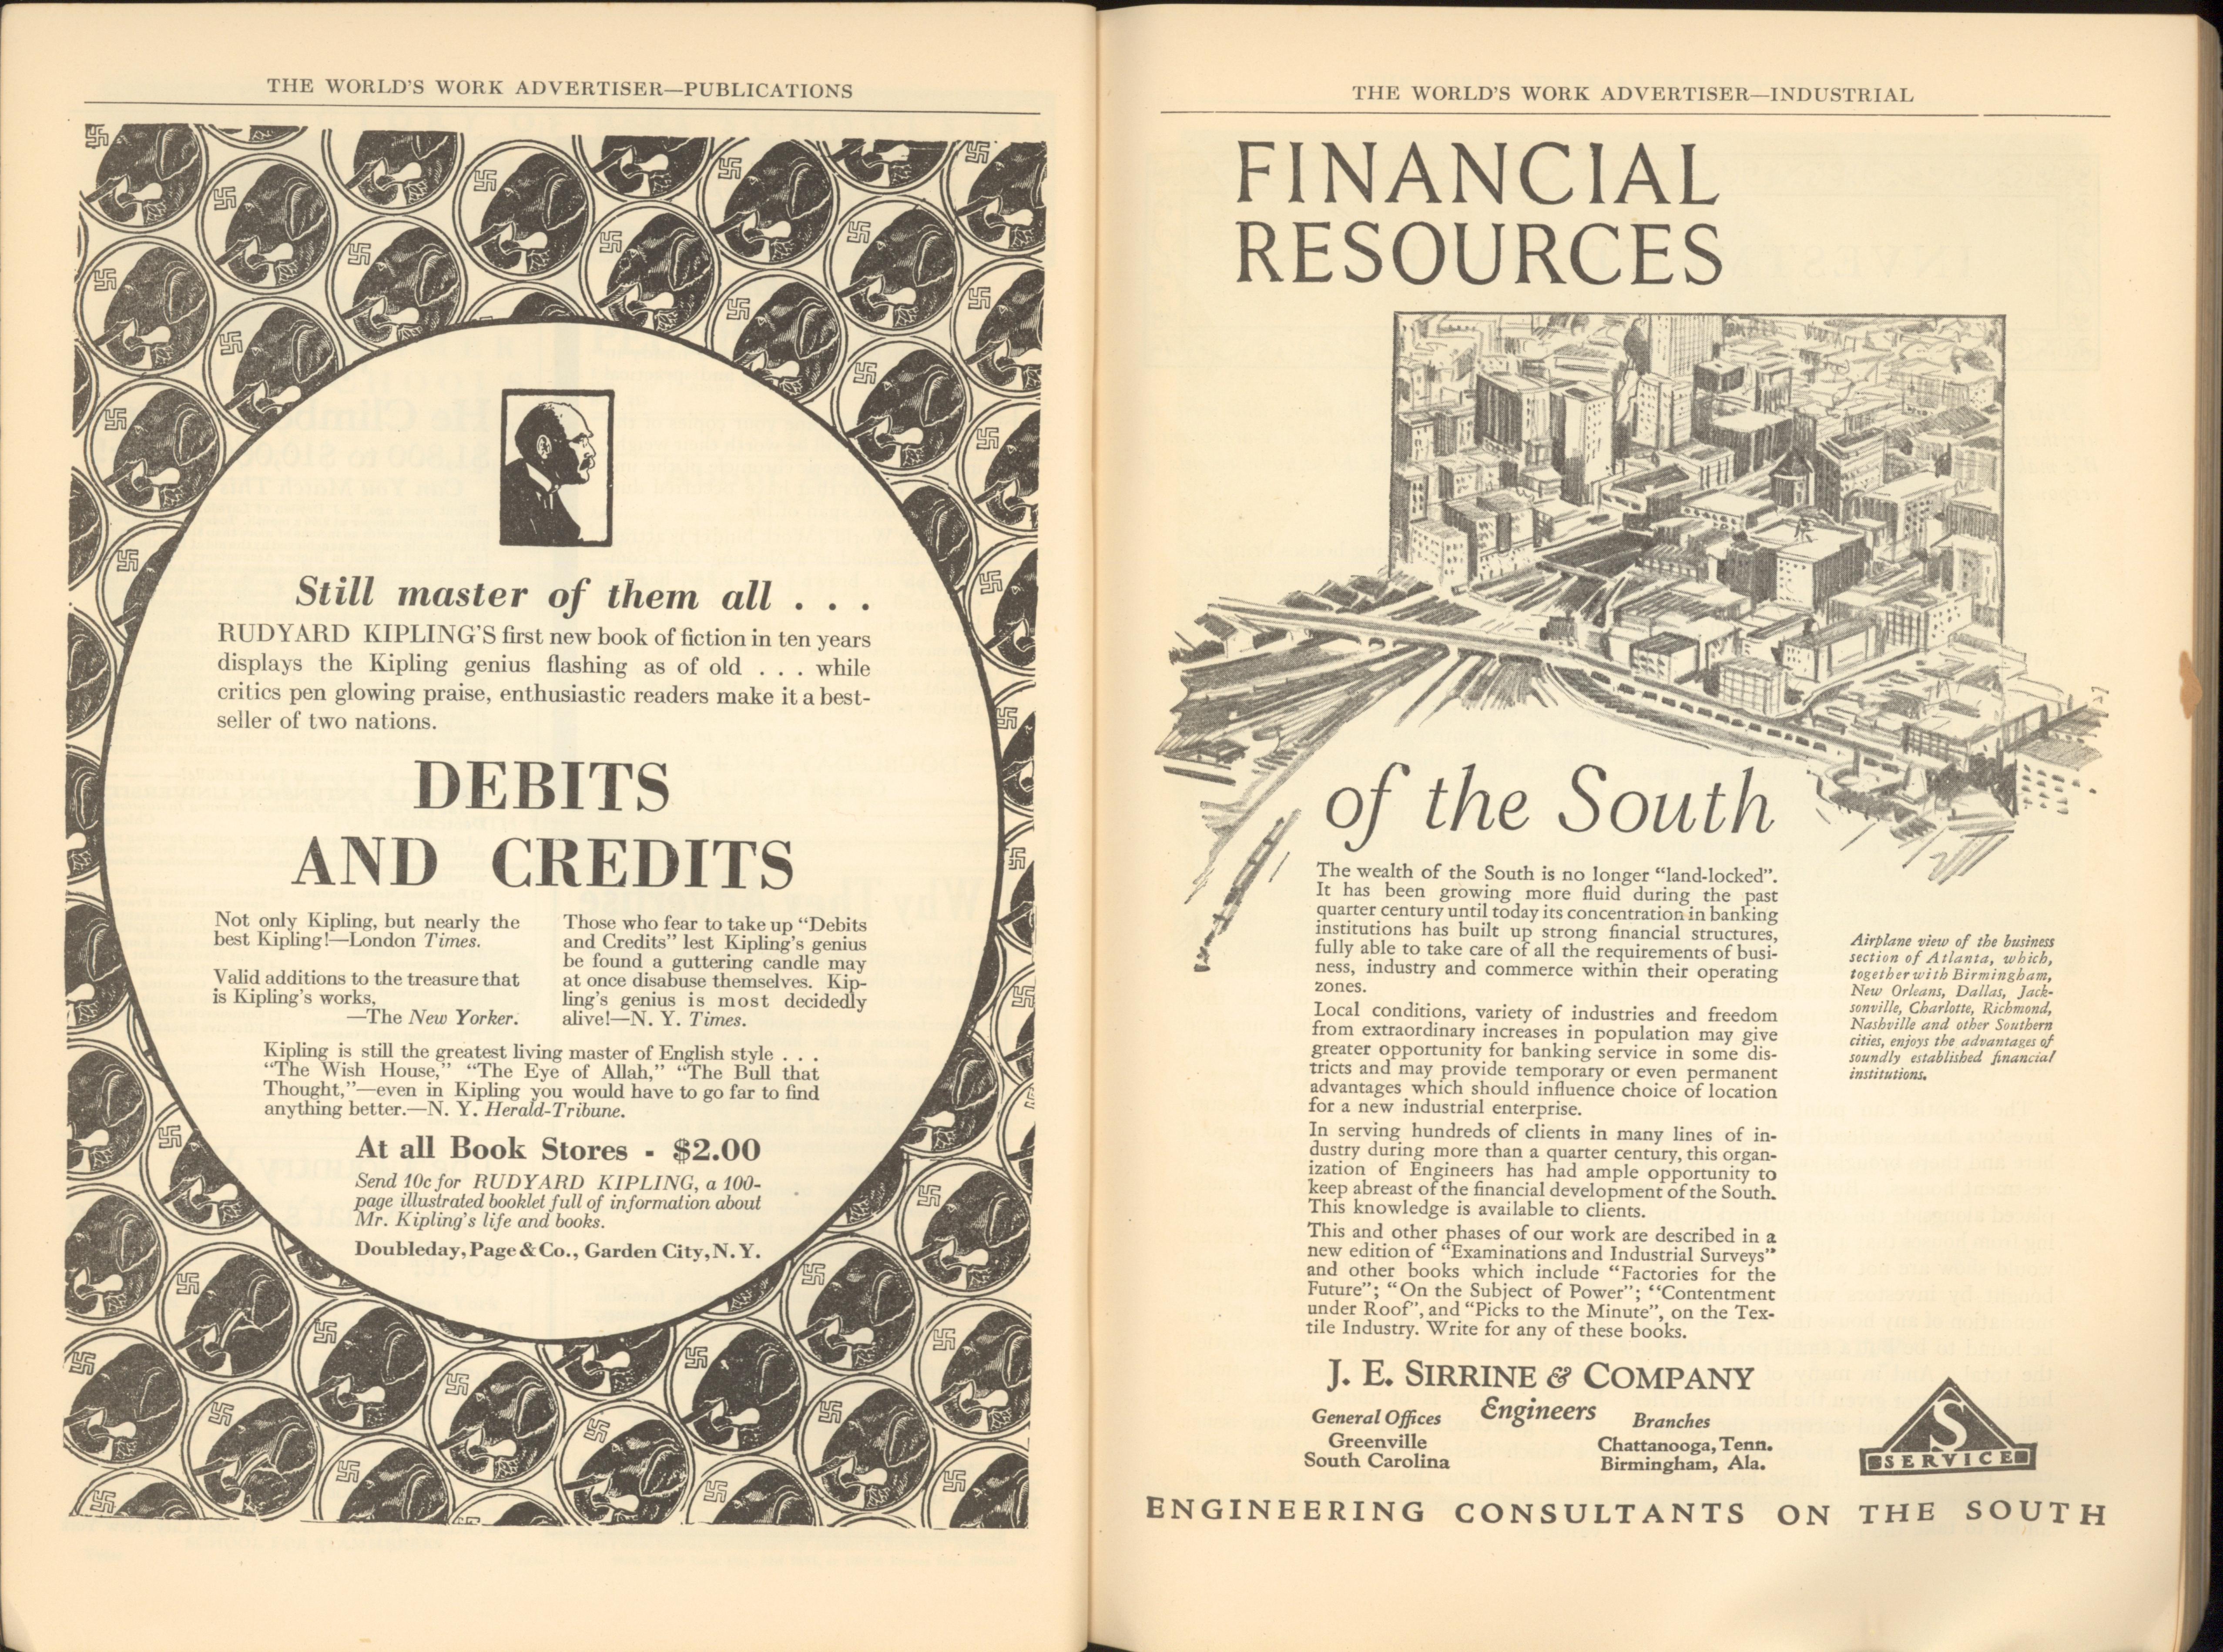 THE WORLD'S WORK ADVERTISER—PUBLICATIONS
Still master of them all . . .
RUDYARD KIPLING'S first new book of fiction in ten years
displays the Kipling genius flashing as of old . . . while
critics pen glowing praise, enthusiastic readers make it a best-
seller of two nations.
DEBITS
AND CREDITS
Not only Kipling, but nearly the
best Kipling!—London Times.
Valid additions to the treasure that
is Kipling's works,
—The New Yorker.
Those who fear to take up “Debits
and Credits” lest Kipling's genius
be found a guttering candle may
at once disabuse themselves. Kip-
ling's genius is most decidedly
alive!—N. Y. Times.
Kipling is still the greatest living master of English style . . .
“The Wish House,” “The Eye of Allah,” “The Bull that
Thought,”—even in Kipling you would have to go far to find
anything better.—N. Y. Herald-Tribune.
At all Book Stores - $2.00
Send 10c for RUDYARD KIPLING, a 100-
page illustrated booklet full of information about
Mr. Kipling's life and books.
Doubleday, Page & Co., Garden City, N. Y.
THE WORLD'S WORK ADVERTISER—INDUSTRIAL
FINANCIAL
RESOURCES
of the South
The wealth of the South is no longer “land-locked”.
It has been growing more fluid during the past
quarter century until today its concentration in banking
institutions has built up strong financial structures,
fully able to take care of all the requirements of busi-
ness, industry and commerce within their operating
zones.
Local conditions, variety of industries and freedom
from extraordinary increases in population may give
greater opportunity for banking service in some dis-
tricts and may provide temporary or even permanent
advantages which should influence choice of location
for a new industrial enterprise.
In serving hundreds of clients in many lines of in-
dustry during more than a quarter century, this organ-
ization of Engineers has had ample opportunity to
keep abreast of the financial development of the South.
This knowledge is available to clients.
This and other phases of our work are described in a
new edition of “Examinations and Industrial Surveys”
and other books which include “Factories for the
Future”; “On the Subject of Power”; “Contentment
under Roof”, and “Picks to the Minute”, on the Tex-
tile Industry. Write for any of these books.
Airplane view of the business
section of Atlanta, which,
together with Birmingham,
New Orleans, Dallas, Jack-
sonville, Charlotte, Richmond,
Nashville and other Southern
cities, enjoys the advantages of
soundly established financial
institutions.
J. E. SIRRINE & COMPANY
Engineers
General Offices
Greenville
South Carolina
Branches
Chattanooga, Tenn.
Birmingham, Ala.
S
SERVICE
ENGINEERING CONSULTANTS ON THE SOUTH